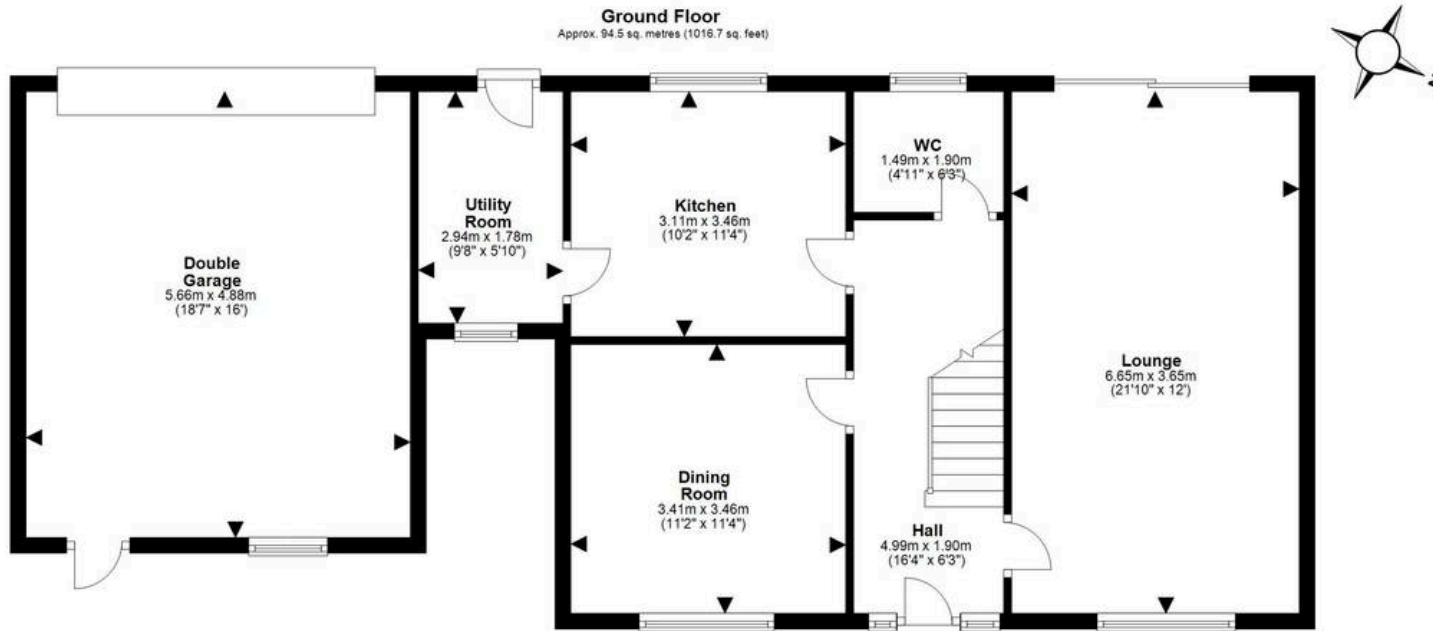 Ground Floor
Approx. 94.5 sq. metres (1016.7 sq. feet)
WC
1.49m x 1.90m
(4'11" x 6'3")
Utility
Room
2.94m x 1.78m
(9'8" x 5'10")
Kitchen
3.11m x 3.46m
(10'2" x 11'4")
Double
Garage
5.66m x 4.88m
(18'7" x 16')
Lounge
6.65m x 3.65m
(21'10" x 12')
Dining
Room
3.41m x 3.46m
(11'2" x 11'4")
Hall
4.99m x 1.90m
(16'4" x 6'3")